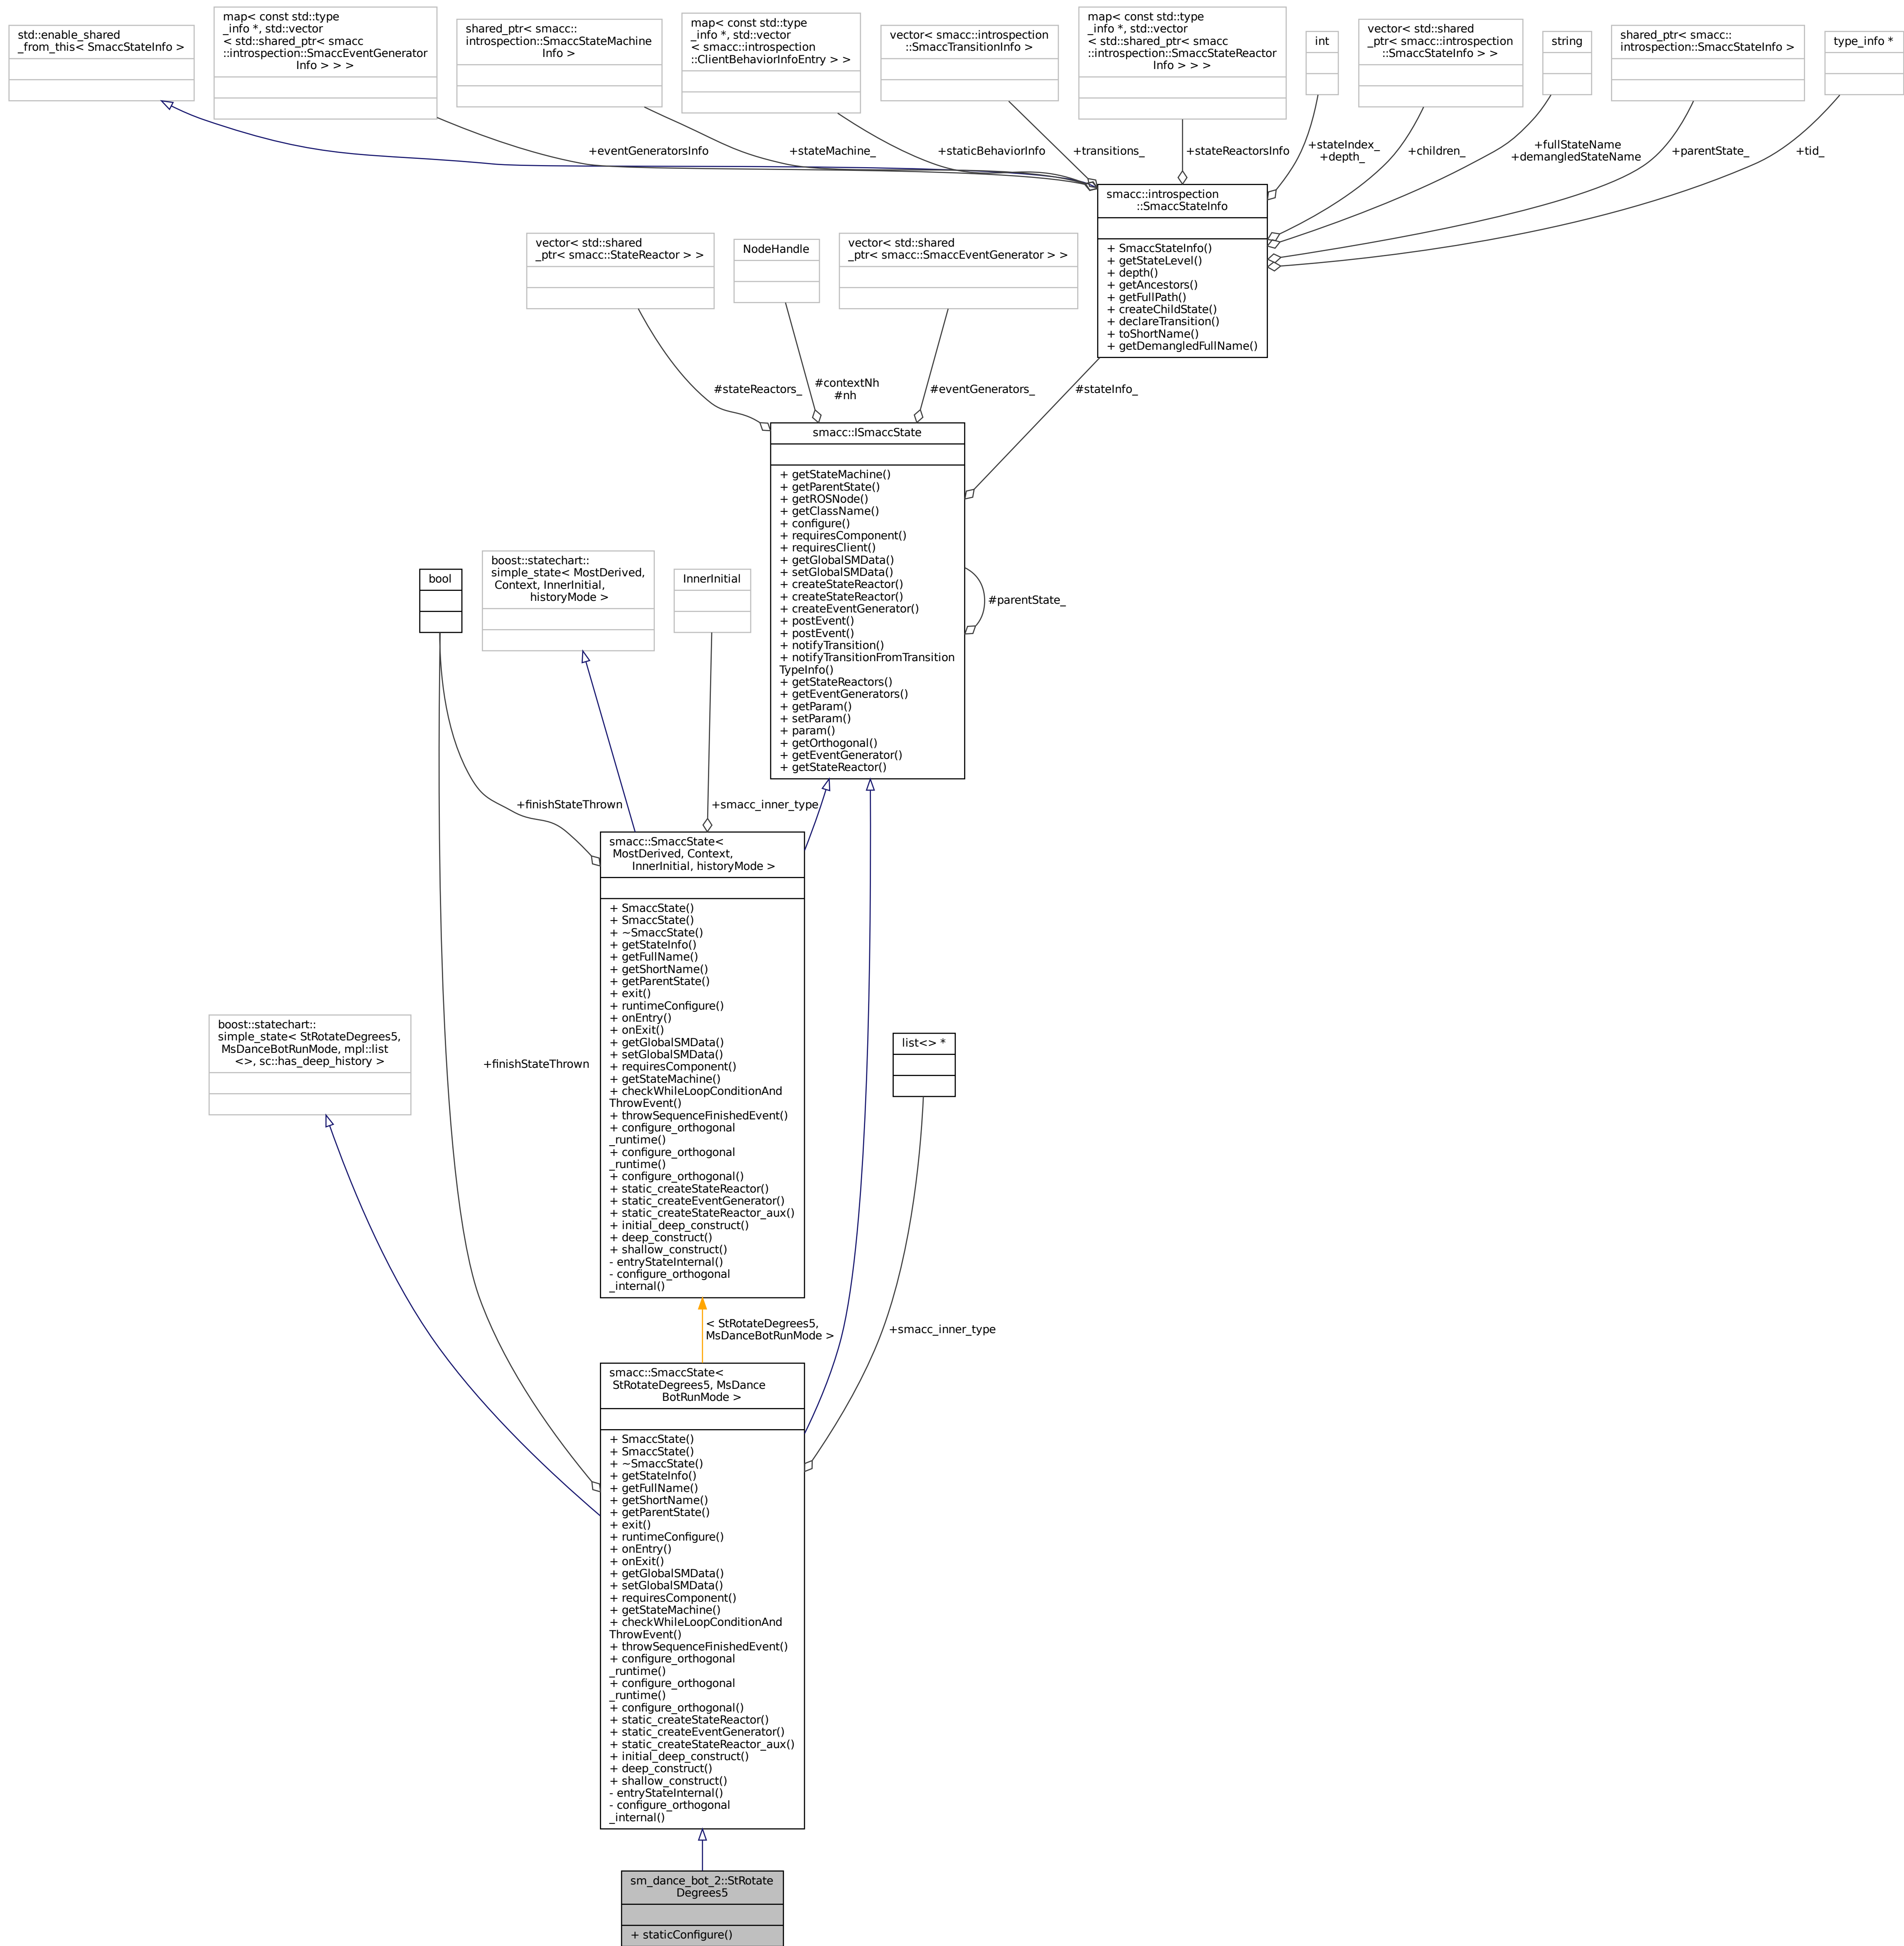 std::enable_shared
_from_this< SmaccStateInfo >
map< const std::type
_info *, std::vector
< std::shared_ptr< smacc
::introspection::SmaccEventGenerator
Info > > >
shared_ptr< smacc::
introspection::SmaccStateMachine
Info >
map< const std::type
_info *, std::vector
< smacc::introspection
::ClientBehaviorInfoEntry > >
vector< smacc::introspection
::SmaccTransitionInfo >
map< const std::type
_info *, std::vector
< std::shared_ptr< smacc
::introspection::SmaccStateReactor
Info > > >
int
vector< std::shared
_ptr< smacc::introspection
::SmaccStateInfo > >
string
shared_ptr< smacc::
introspection::SmaccStateInfo >
type_info *
+eventGeneratorsInfo
+stateMachine_
+staticBehaviorInfo
+transitions_
+stateReactorsInfo
+stateIndex_
+depth_
+children_
+fullStateName
+demangledStateName
+parentState_
+tid_
smacc::introspection
::SmaccStateInfo
+ SmaccStateInfo()
+ getStateLevel()
+ depth()
+ getAncestors()
+ getFullPath()
+ createChildState()
+ declareTransition()
+ toShortName()
+ getDemangledFullName()
vector< std::shared
_ptr< smacc::StateReactor > >
NodeHandle
vector< std::shared
_ptr< smacc::SmaccEventGenerator > >
#stateReactors_
#contextNh
#nh
#eventGenerators_
#stateInfo_
smacc::ISmaccState
+ getStateMachine()
+ getParentState()
+ getROSNode()
+ getClassName()
+ configure()
+ requiresComponent()
+ requiresClient()
+ getGlobalSMData()
+ setGlobalSMData()
+ createStateReactor()
+ createStateReactor()
+ createEventGenerator()
+ postEvent()
+ postEvent()
+ notifyTransition()
+ notifyTransitionFromTransition
TypeInfo()
+ getStateReactors()
+ getEventGenerators()
+ getParam()
+ setParam()
+ param()
+ getOrthogonal()
+ getEventGenerator()
+ getStateReactor()
#parentState_
bool
boost::statechart::
simple_state< MostDerived,
Context, InnerInitial,
historyMode >
InnerInitial
+finishStateThrown
+smacc_inner_type
smacc::SmaccState<
MostDerived, Context,
InnerInitial, historyMode >
+ SmaccState()
+ SmaccState()
+ ~SmaccState()
+ getStateInfo()
+ getFullName()
+ getShortName()
+ getParentState()
+ exit()
+ runtimeConfigure()
+ onEntry()
+ onExit()
+ getGlobalSMData()
+ setGlobalSMData()
+ requiresComponent()
+ getStateMachine()
+ checkWhileLoopConditionAnd
ThrowEvent()
+ throwSequenceFinishedEvent()
+ configure_orthogonal
_runtime()
+ configure_orthogonal
_runtime()
+ configure_orthogonal()
+ static_createStateReactor()
+ static_createEventGenerator()
+ static_createStateReactor_aux()
+ initial_deep_construct()
+ deep_construct()
+ shallow_construct()
- entryStateInternal()
- configure_orthogonal
_internal()
boost::statechart::
simple_state< StRotateDegrees5,
MsDanceBotRunMode, mpl::list
<>, sc::has_deep_history >
+finishStateThrown
list<> *
< StRotateDegrees5,
MsDanceBotRunMode >
+smacc_inner_type
smacc::SmaccState<
StRotateDegrees5, MsDance
BotRunMode >
+ SmaccState()
+ SmaccState()
+ ~SmaccState()
+ getStateInfo()
+ getFullName()
+ getShortName()
+ getParentState()
+ exit()
+ runtimeConfigure()
+ onEntry()
+ onExit()
+ getGlobalSMData()
+ setGlobalSMData()
+ requiresComponent()
+ getStateMachine()
+ checkWhileLoopConditionAnd
ThrowEvent()
+ throwSequenceFinishedEvent()
+ configure_orthogonal
_runtime()
+ configure_orthogonal
_runtime()
+ configure_orthogonal()
+ static_createStateReactor()
+ static_createEventGenerator()
+ static_createStateReactor_aux()
+ initial_deep_construct()
+ deep_construct()
+ shallow_construct()
- entryStateInternal()
- configure_orthogonal
_internal()
sm_dance_bot_2::StRotate
Degrees5
+ staticConfigure()